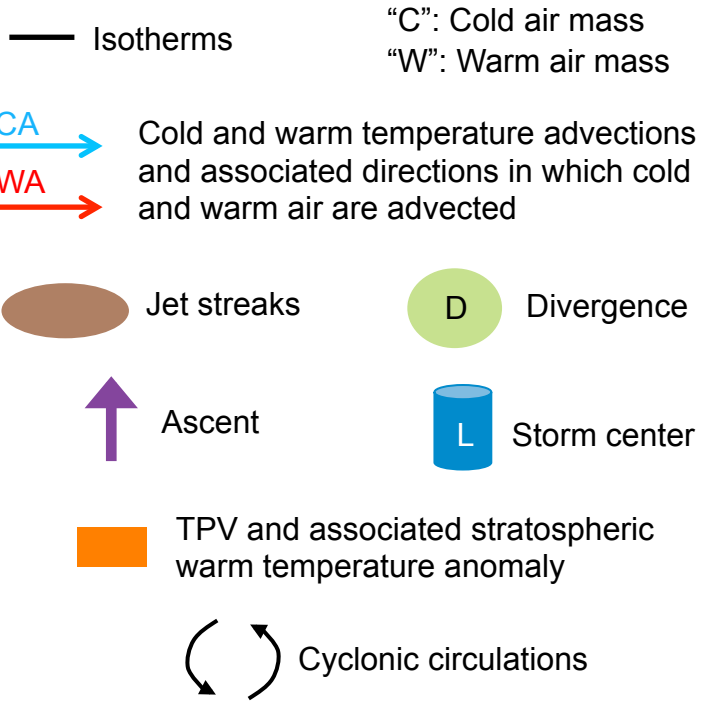 Isotherms
“C”: Cold air mass
“W”: Warm air mass
CA
WA
Cold and warm temperature advections
and associated directions in which cold
and warm air are advected
Jet streaks
D
Divergence
Ascent
L
Storm center
TPV and associated stratospheric
warm temperature anomaly
Cyclonic circulations